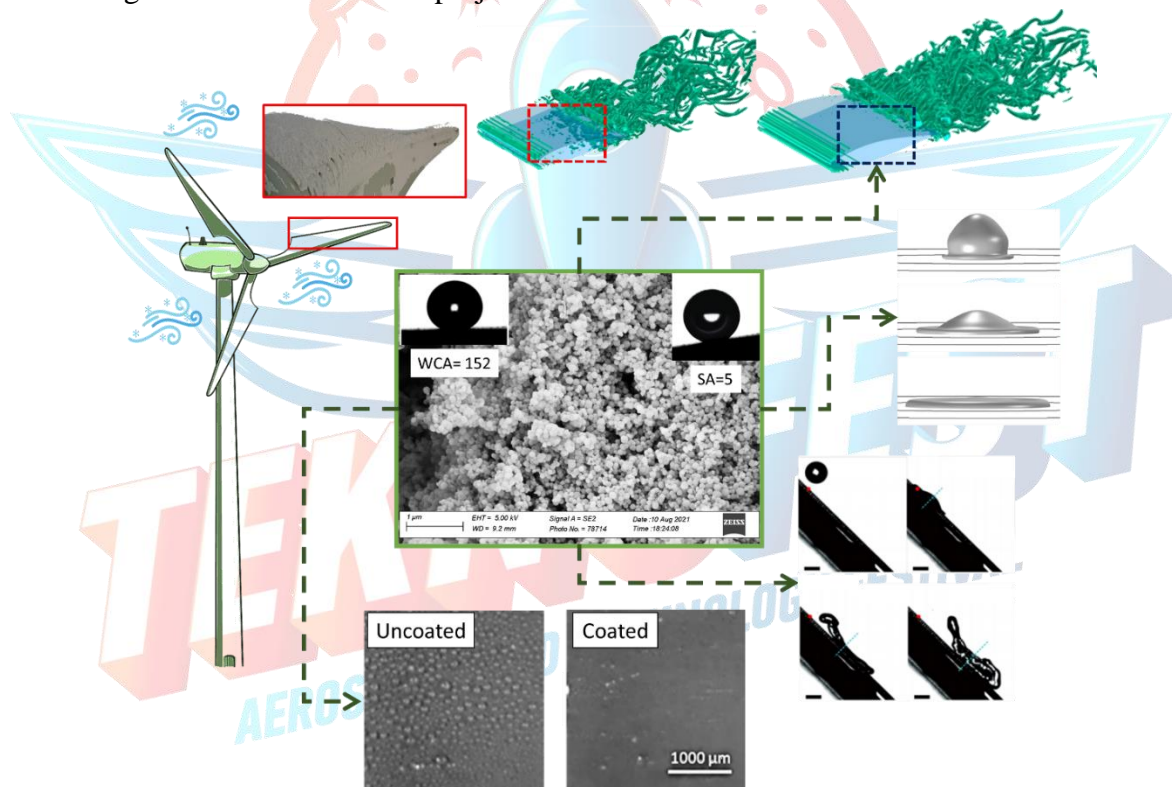 WCA= 152
SA=5
1 µm
EHT = 5.00 kV Signal A = SE2 Date :10 Aug 2021
WD = 9.2 mm Photo No. = 78714 Time :18:24:08
ZEISS
TEKNOFEST
Uncoated
Coated
1000 µm